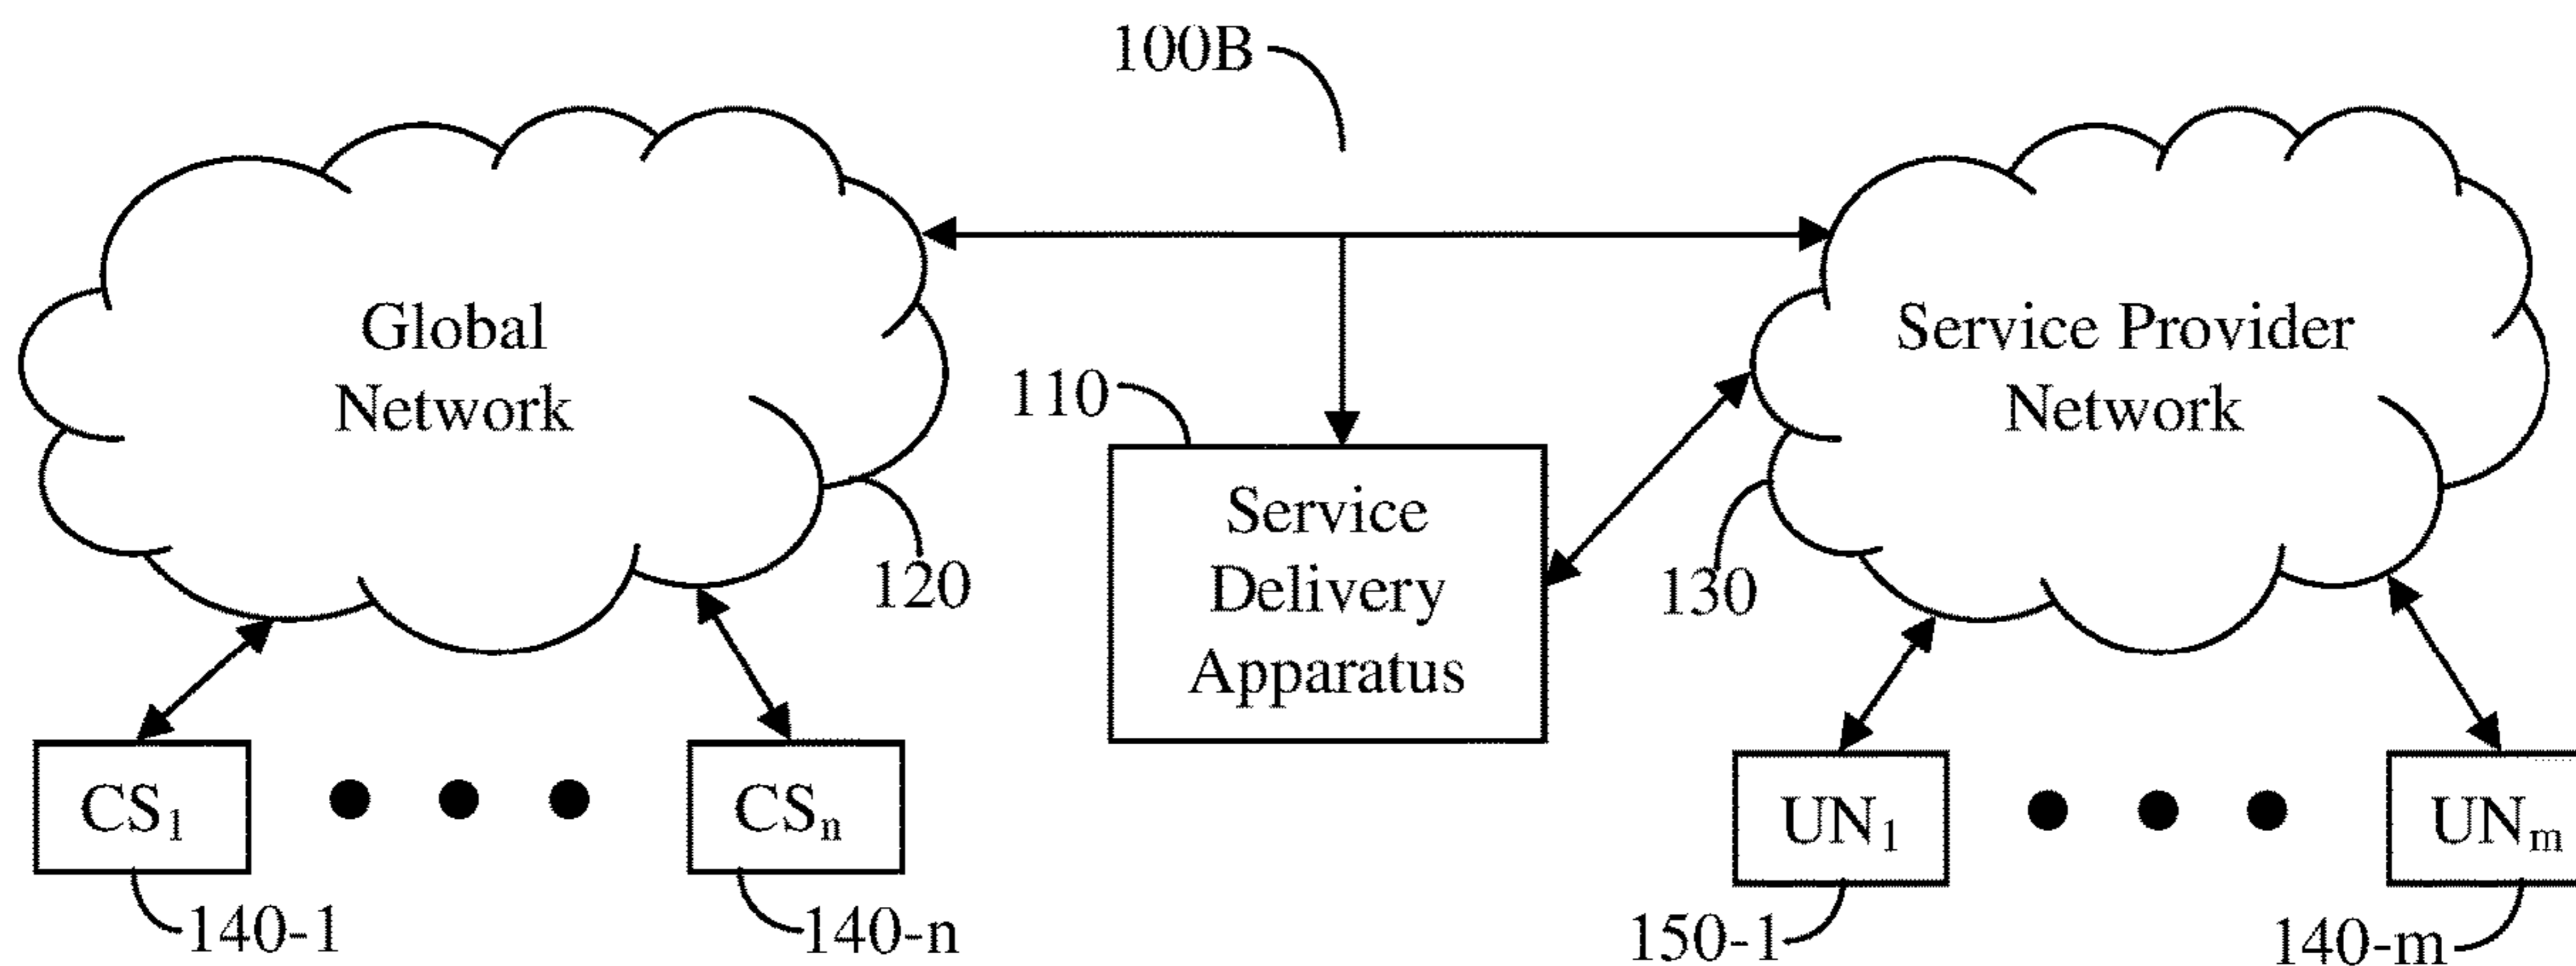 100B
Global
Network
Service Provider
Network
110
Service
Delivery
Apparatus
120
130
CS1
CSn
UN1
UNm
140-1
140-n
150-1
140-m